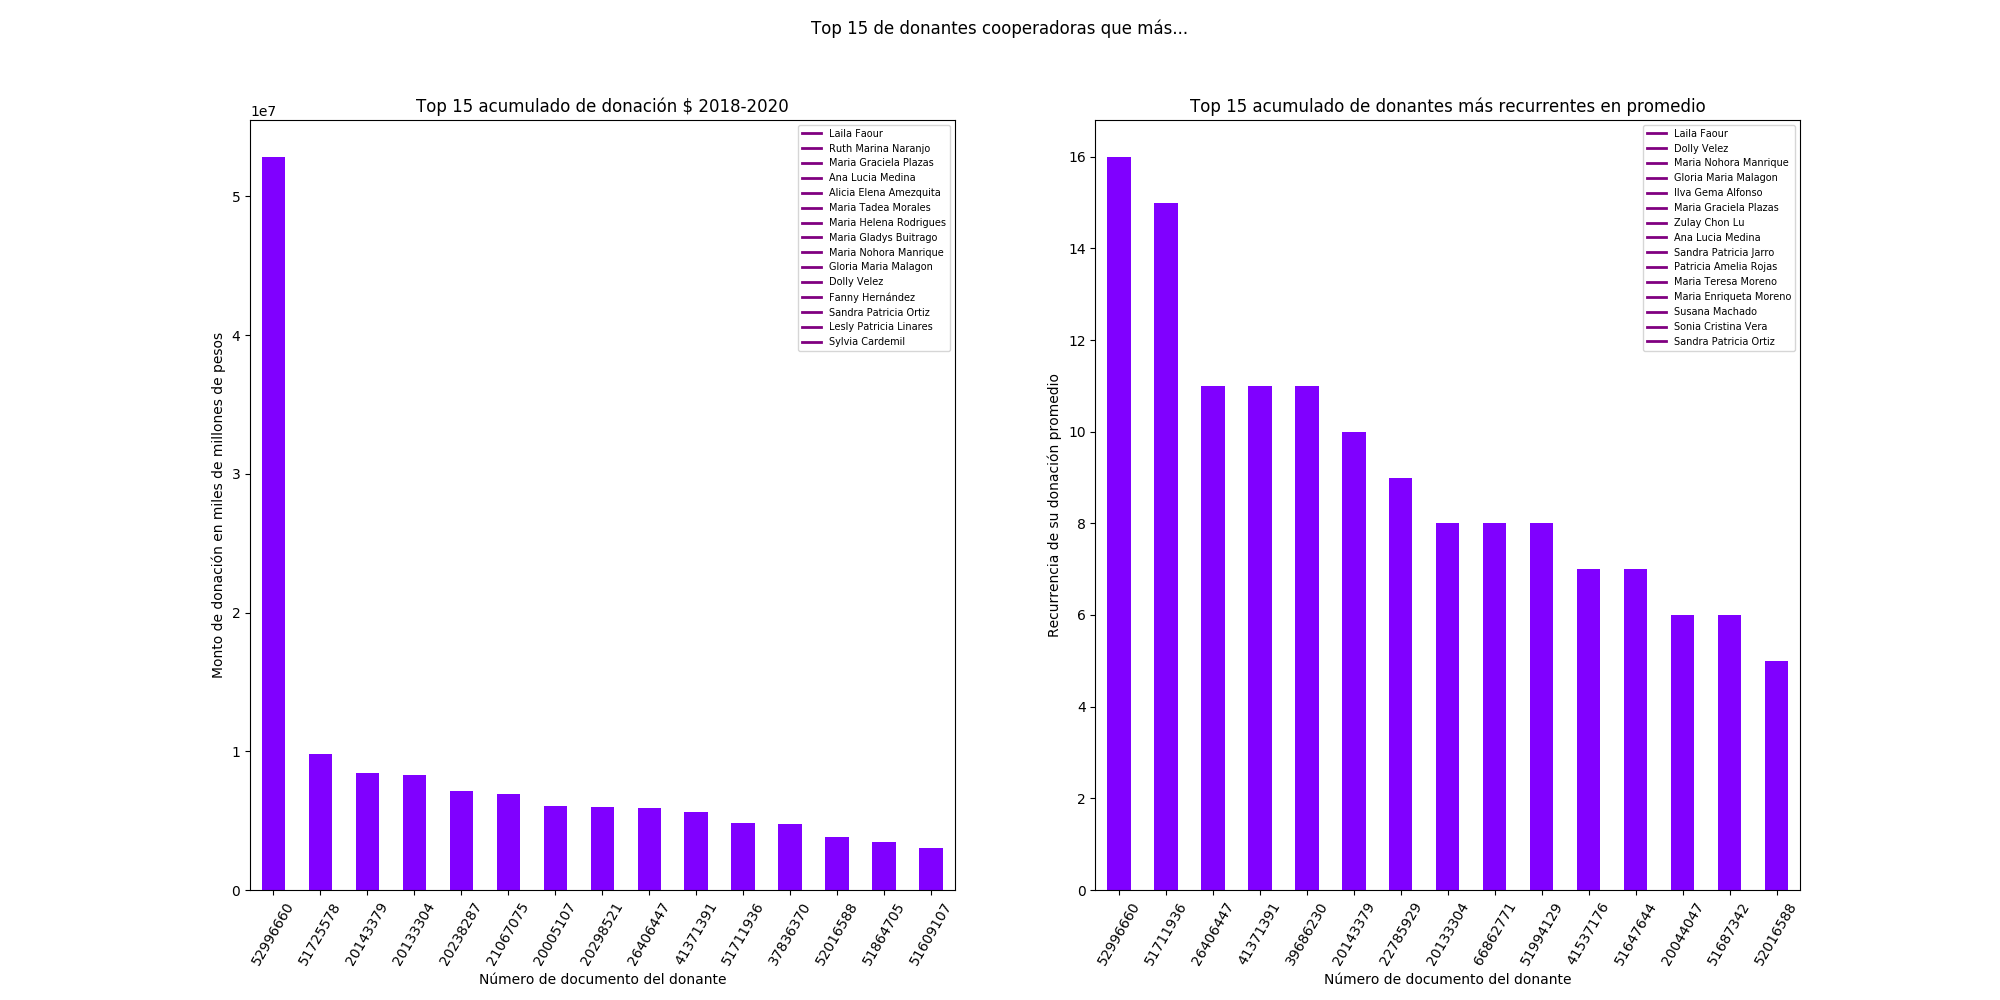 Top 15 de donantes cooperadoras que más...
Top 15 acumulado de donación $ 2018-2020
1e7
Monto de donación en miles de millones de pesos
5
4
3
2
1
0
Laila Faour
Ruth Marina Naranjo
Maria Graciela Plazas
Ana Lucia Medina
Alicia Elena Amezquita
Maria Tadea Morales
Maria Helena Rodrigues
Maria Gladys Buitrago
Maria Nohora Manrique
Gloria Maria Malagon
Dolly Velez
Fanny Hernández
Sandra Patricia Ortiz
Lesly Patricia Linares
Sylvia Cardemil
52996660
51725578
20143379
20133304
20238287
21067075
20005107
20298521
26406447
41371391
51711936
37836370
52016588
51864705
51609107
Número de documento del donante
Top 15 acumulado de donantes más recurrentes en promedio
Recurrencia de su donación promedio
16
14
12
10
8
6
4
2
0
Laila Faour
Dolly Velez
Maria Nohora Manrique
Gloria Maria Malagon
Ilva Gema Alfonso
Maria Graciela Plazas
Zulay Chon Lu
Ana Lucia Medina
Sandra Patricia Jarro
Patricia Amelia Rojas
Maria Teresa Moreno
Maria Enriqueta Moreno
Susana Machado
Sonia Cristina Vera
Sandra Patricia Ortiz
52996660
51711936
26406447
41371391
39686230
20143379
22785929
20133304
66862771
51994129
41537176
51647644
20044047
51687342
52016588
Número de documento del donante